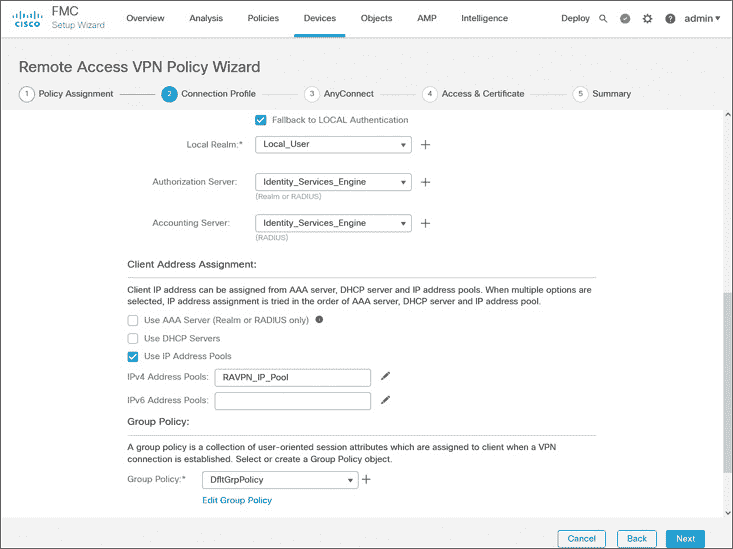 CISCO
FMC
Setup Wizard
Overview Analysis Policies Devices Objects AMP Intelligence Deploy admin
Remote Access VPN Policy Wizard
1 Policy Assignment 2 Connection Profile 3 AnyConnect 4 Access & Certificate 5 Summary
Fallback to LOCAL Authentication
Local Realm:* Local_User
Authorization Server: Identity_Services_Engine
(Realm or RADIUS)
Accounting Server: Identity_Services_Engine
(RADIUS)
Client Address Assignment:
Client IP address can be assigned from AAA server, DHCP server and IP address pools. When multiple options are
selected, IP address assignment is tried in the order of AAA server, DHCP server and IP address pool.
Use AAA Server (Realm or RADIUS only)
Use DHCP Servers
Use IP Address Pools
IPv4 Address Pools: RAVPN_IP_Pool
IPv6 Address Pools:
Group Policy:
A group policy is a collection of user-oriented session attributes which are assigned to client when a VPN
connection is established. Select or create a Group Policy object.
Group Policy:* DfltGrpPolicy
Edit Group Policy
Cancel Back Next